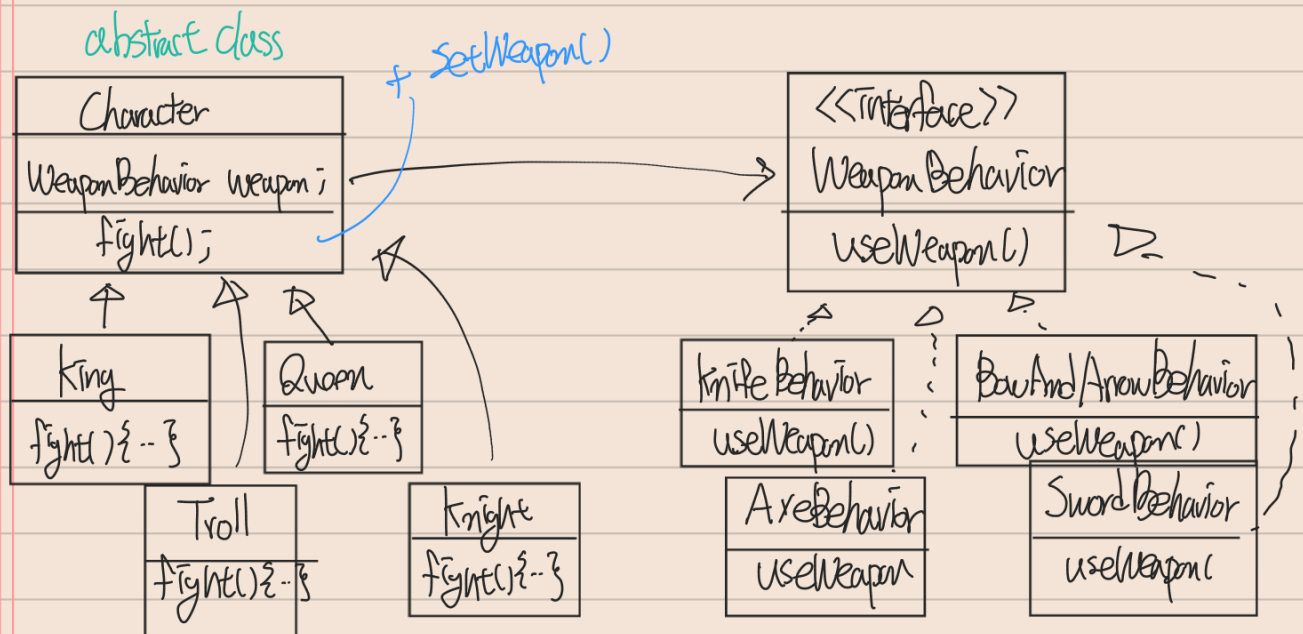 abstract class
+ setWeapon()
Character
WeaponBehavior weapon;
fight();
<<interface>>
WeaponBehavior
useWeapon()
King
fight(){--}
Queen
fight(){--}
Troll
fight(){--}
Knight
fight(){--}
KnifeBehavior
useWeapon()
BowAndArrowBehavior
useWeapon()
AxeBehavior
useWeapon
SwordBehavior
useWeapon(